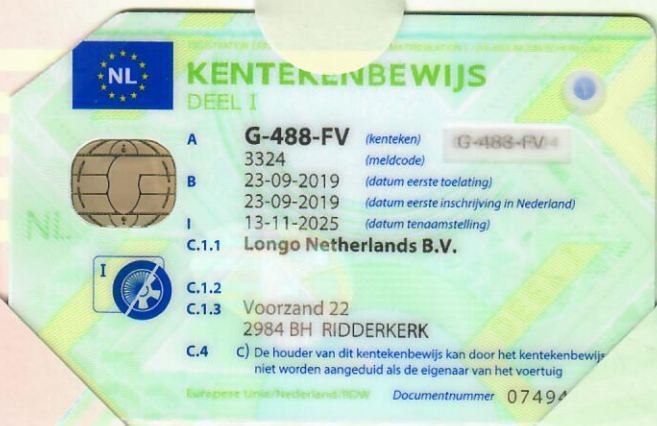 NL
KENTEKENBEWIJS
DEEL I
A G-488-FV (kenteken) G-488-FV
3324 (meldcode)
B 23-09-2019 (datum eerste toelating)
23-09-2019 (datum eerste inschrijving in Nederland)
I 13-11-2025 (datum tenaamstelling)
C.1.1 Longo Netherlands B.V.
I
C.1.2
C.1.3 Voorzand 22
2984 BH RIDDERKERK
C.4 C) De houder van dit kentekenbewijs kan door het kentekenbewijs
niet worden aangeduid als de eigenaar van het voertuig
Europese Unie/Nederland/RDW Documentnummer 07494